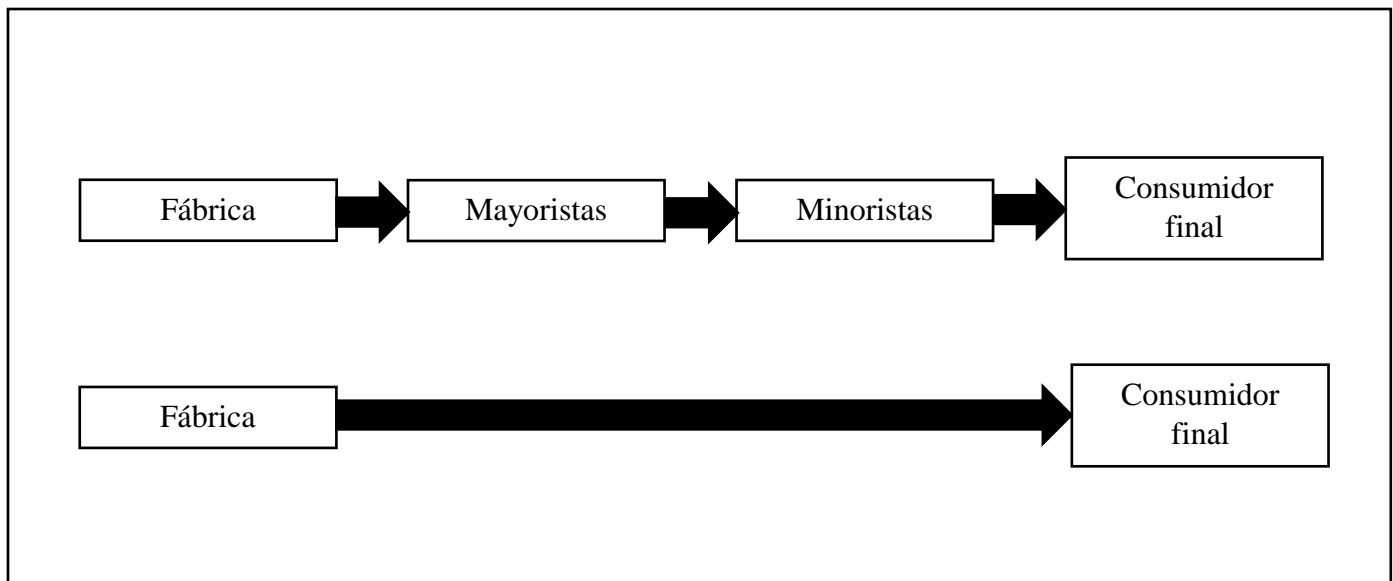 Fábrica
Mayoristas
Minoristas
Consumidor
final
Fábrica
Consumidor
final